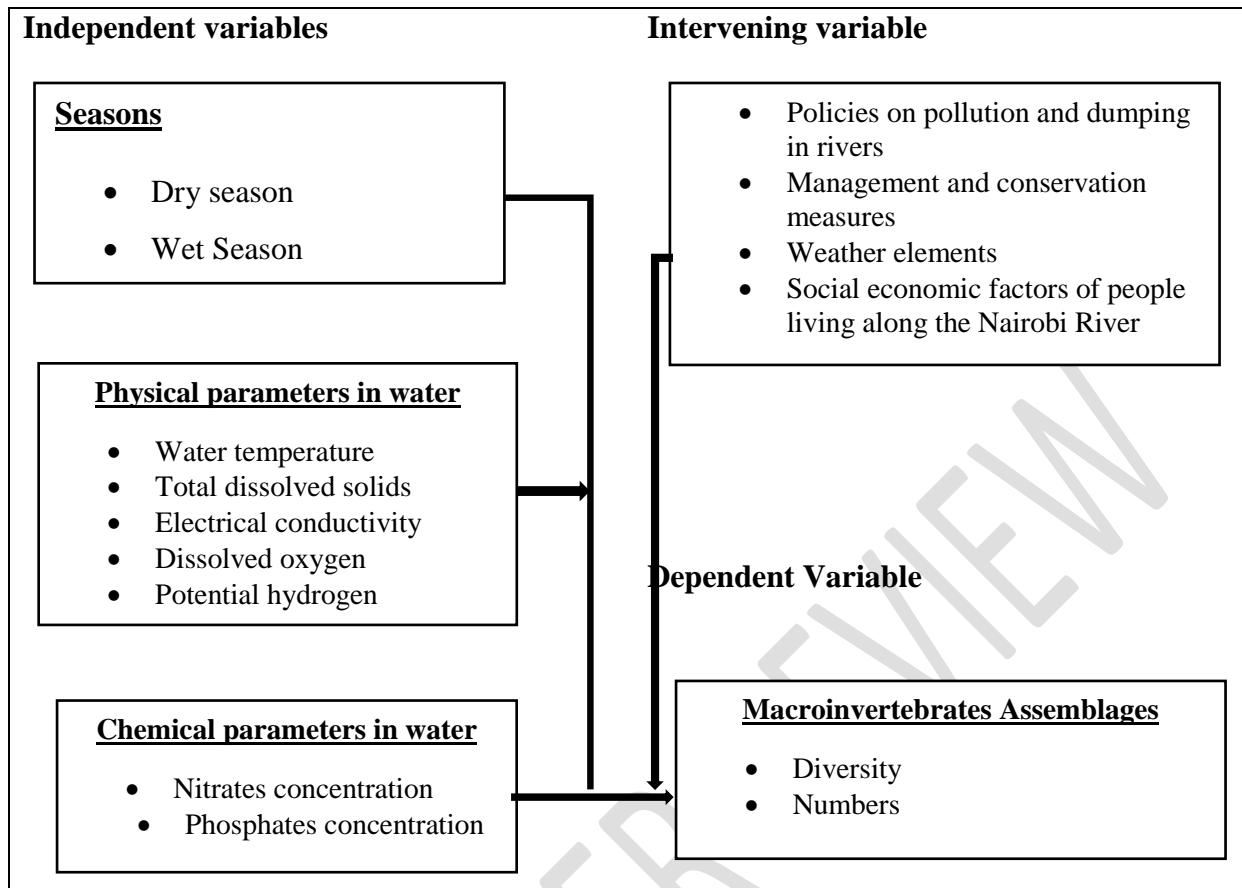 Independent variables
Seasons
• Dry season
• Wet Season
Physical parameters in water
• Water temperature
• Total dissolved solids
• Electrical conductivity
• Dissolved oxygen
• Potential hydrogen
Chemical parameters in water
• Nitrates concentration
• Phosphates concentration
Intervening variable
• Policies on pollution and dumping
in rivers
• Management and conservation
measures
• Weather elements
• Social economic factors of people
living along the Nairobi River
Dependent Variable
Macroinvertebrates Assemblages
• Diversity
• Numbers
ER REVIEW